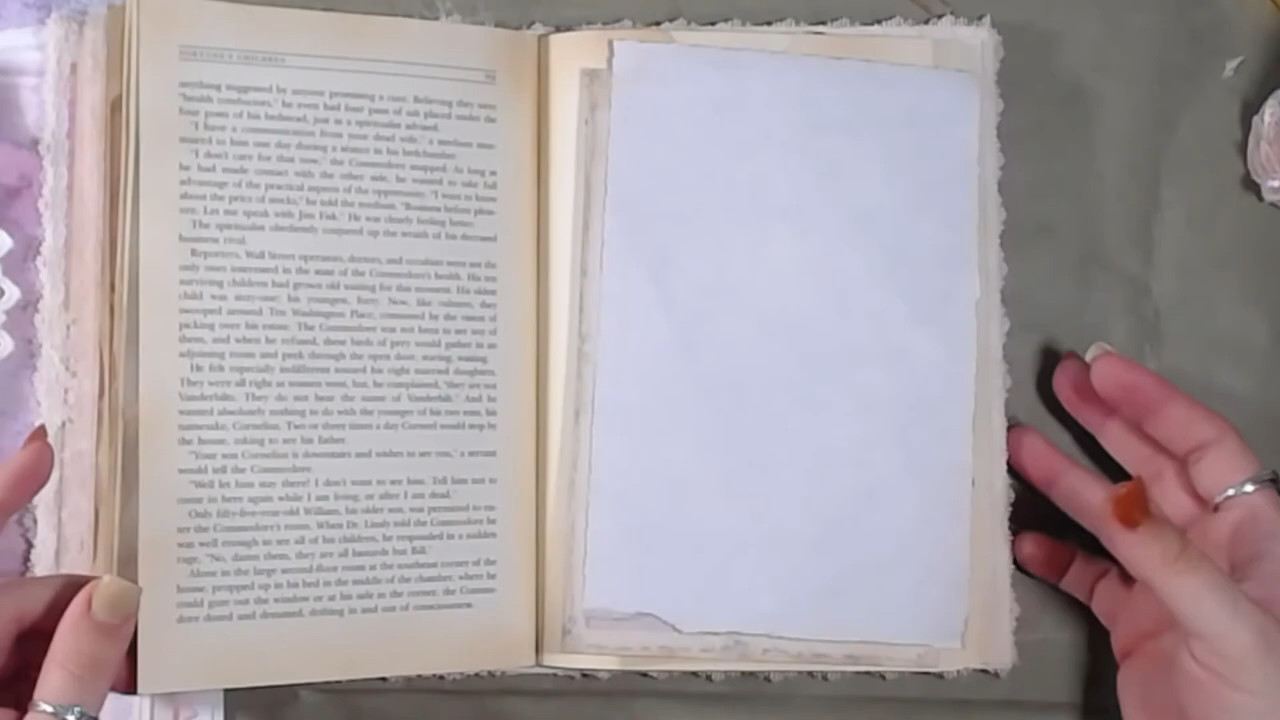 FORTUNE'S CHILDREN
anything suggested by anyone promising a cure. Believing they were
"health conductors," he even had four pans of salt placed under the
four posts of his bedstead, just as a spiritualist advised.
"I have a communication from your dead wife," a medium mur-
mured to him one day during a séance in his bedchamber.
"I don't care for that now," the Commodore snapped. As long as
he had made contact with the other side, he wanted to take full
advantage of the practical aspects of the opportunity. "I want to know
about the price of stocks," he told the medium. "Business before pleas-
ure. Let me speak with Jim Fisk." He was clearly feeling better.
The spiritualist obediently conjured up the wraith of his deceased
business rival.
Reporters, Wall Street operators, doctors, and occultists were not the
only ones interested in the state of the Commodore's health. His ten
surviving children had grown old waiting for this moment. His oldest
child was sixty-one; his youngest, forty. Now, like vultures, they
swooped around Ten Washington Place, consumed by the
picking over his estate. The Commodore was not keen to see any of
them, and when he refused, these birds of prey would gather in an
adjoining room and peek through the open door, staring, waiting.
He felt especially indifferent toward his eight married daughters.
They were all right as women went, but, he complained, "they are not
Vanderbilts. They do not bear the name of Vanderbilt." And he
wanted absolutely nothing to do with the younger of his two sons, his
namesake, Cornelius. Two or three times a day Corneel would stop by
the house, asking to see his father.
"Your son Cornelius is downstairs and wishes to see you," a servant
would tell the Commodore.
"Well let him stay there! I don't want to see him. Tell him not to
come in here again while I am living, or after I am dead."
Only fifty-five-year-old William, his older son, was permitted to en-
ter the Commodore's room. When Dr. Linsly told the Commodore he
was well enough to see all of his children, he responded in a sudden
rage, "No, damn them, they are all bastards but Bill."
Alone in the large second-floor room at the southeast corner of the
house, propped up in his bed in the middle of the chamber, where he
could gaze out the window or at his safe in the corner, the Commo-
dore dozed and dreamed, drifting in and out of consciousness.